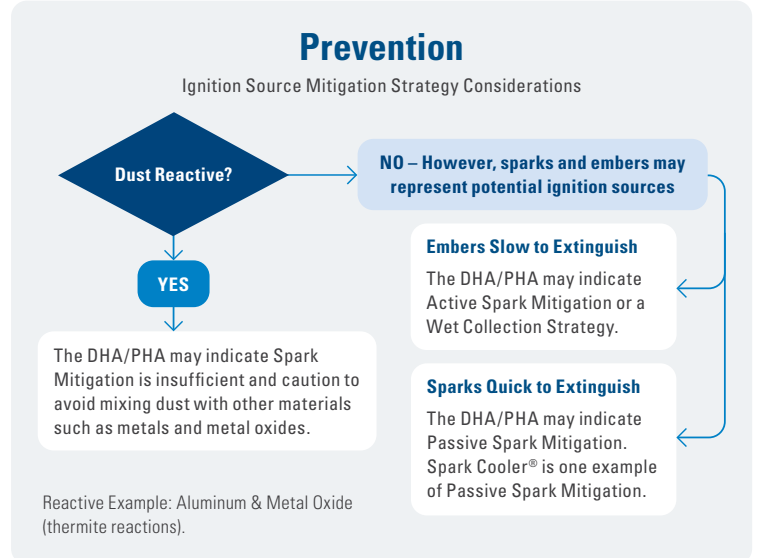 Prevention
Ignition Source Mitigation Strategy Considerations
Dust Reactive?
NO – However, sparks and embers may
represent potential ignition sources
YES
The DHA/PHA may indicate Spark
Mitigation is insufficient and caution to
avoid mixing dust with other materials
such as metals and metal oxides.
Embers Slow to Extinguish
The DHA/PHA may indicate
Active Spark Mitigation or a
Wet Collection Strategy.
Sparks Quick to Extinguish
The DHA/PHA may indicate
Passive Spark Mitigation.
Spark Cooler® is one example
of Passive Spark Mitigation.
Reactive Example: Aluminum & Metal Oxide
(thermite reactions).